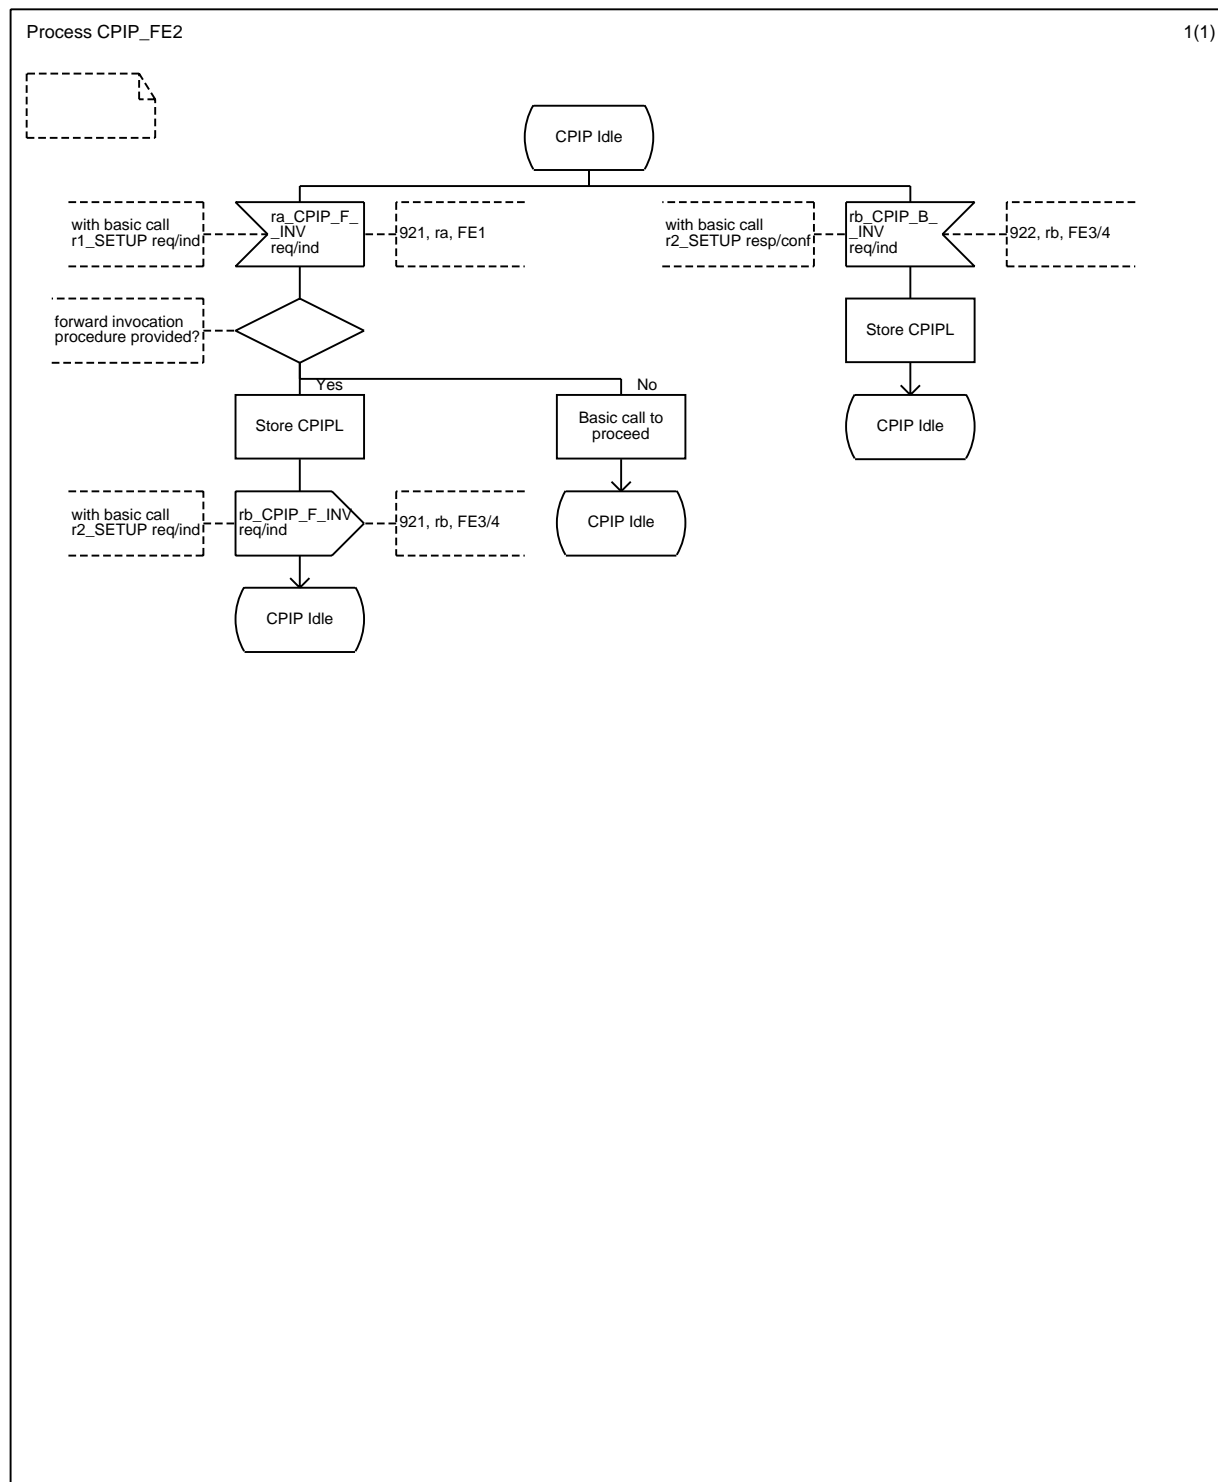 Process CPIP_FE2
1(1)
CPIP Idle
with basic call
r1_SETUP req/ind
ra_CPIP_F_
_INV
req/ind
921, ra, FE1
with basic call
r2_SETUP resp/conf
rb_CPIP_B_
_INV
req/ind
922, rb, FE3/4
forward invocation
procedure provided?
Store CPIPL
Yes
No
Store CPIPL
Basic call to
proceed
CPIP Idle
with basic call
r2_SETUP req/ind
rb_CPIP_F_INV
req/ind
921, rb, FE3/4
CPIP Idle
CPIP Idle